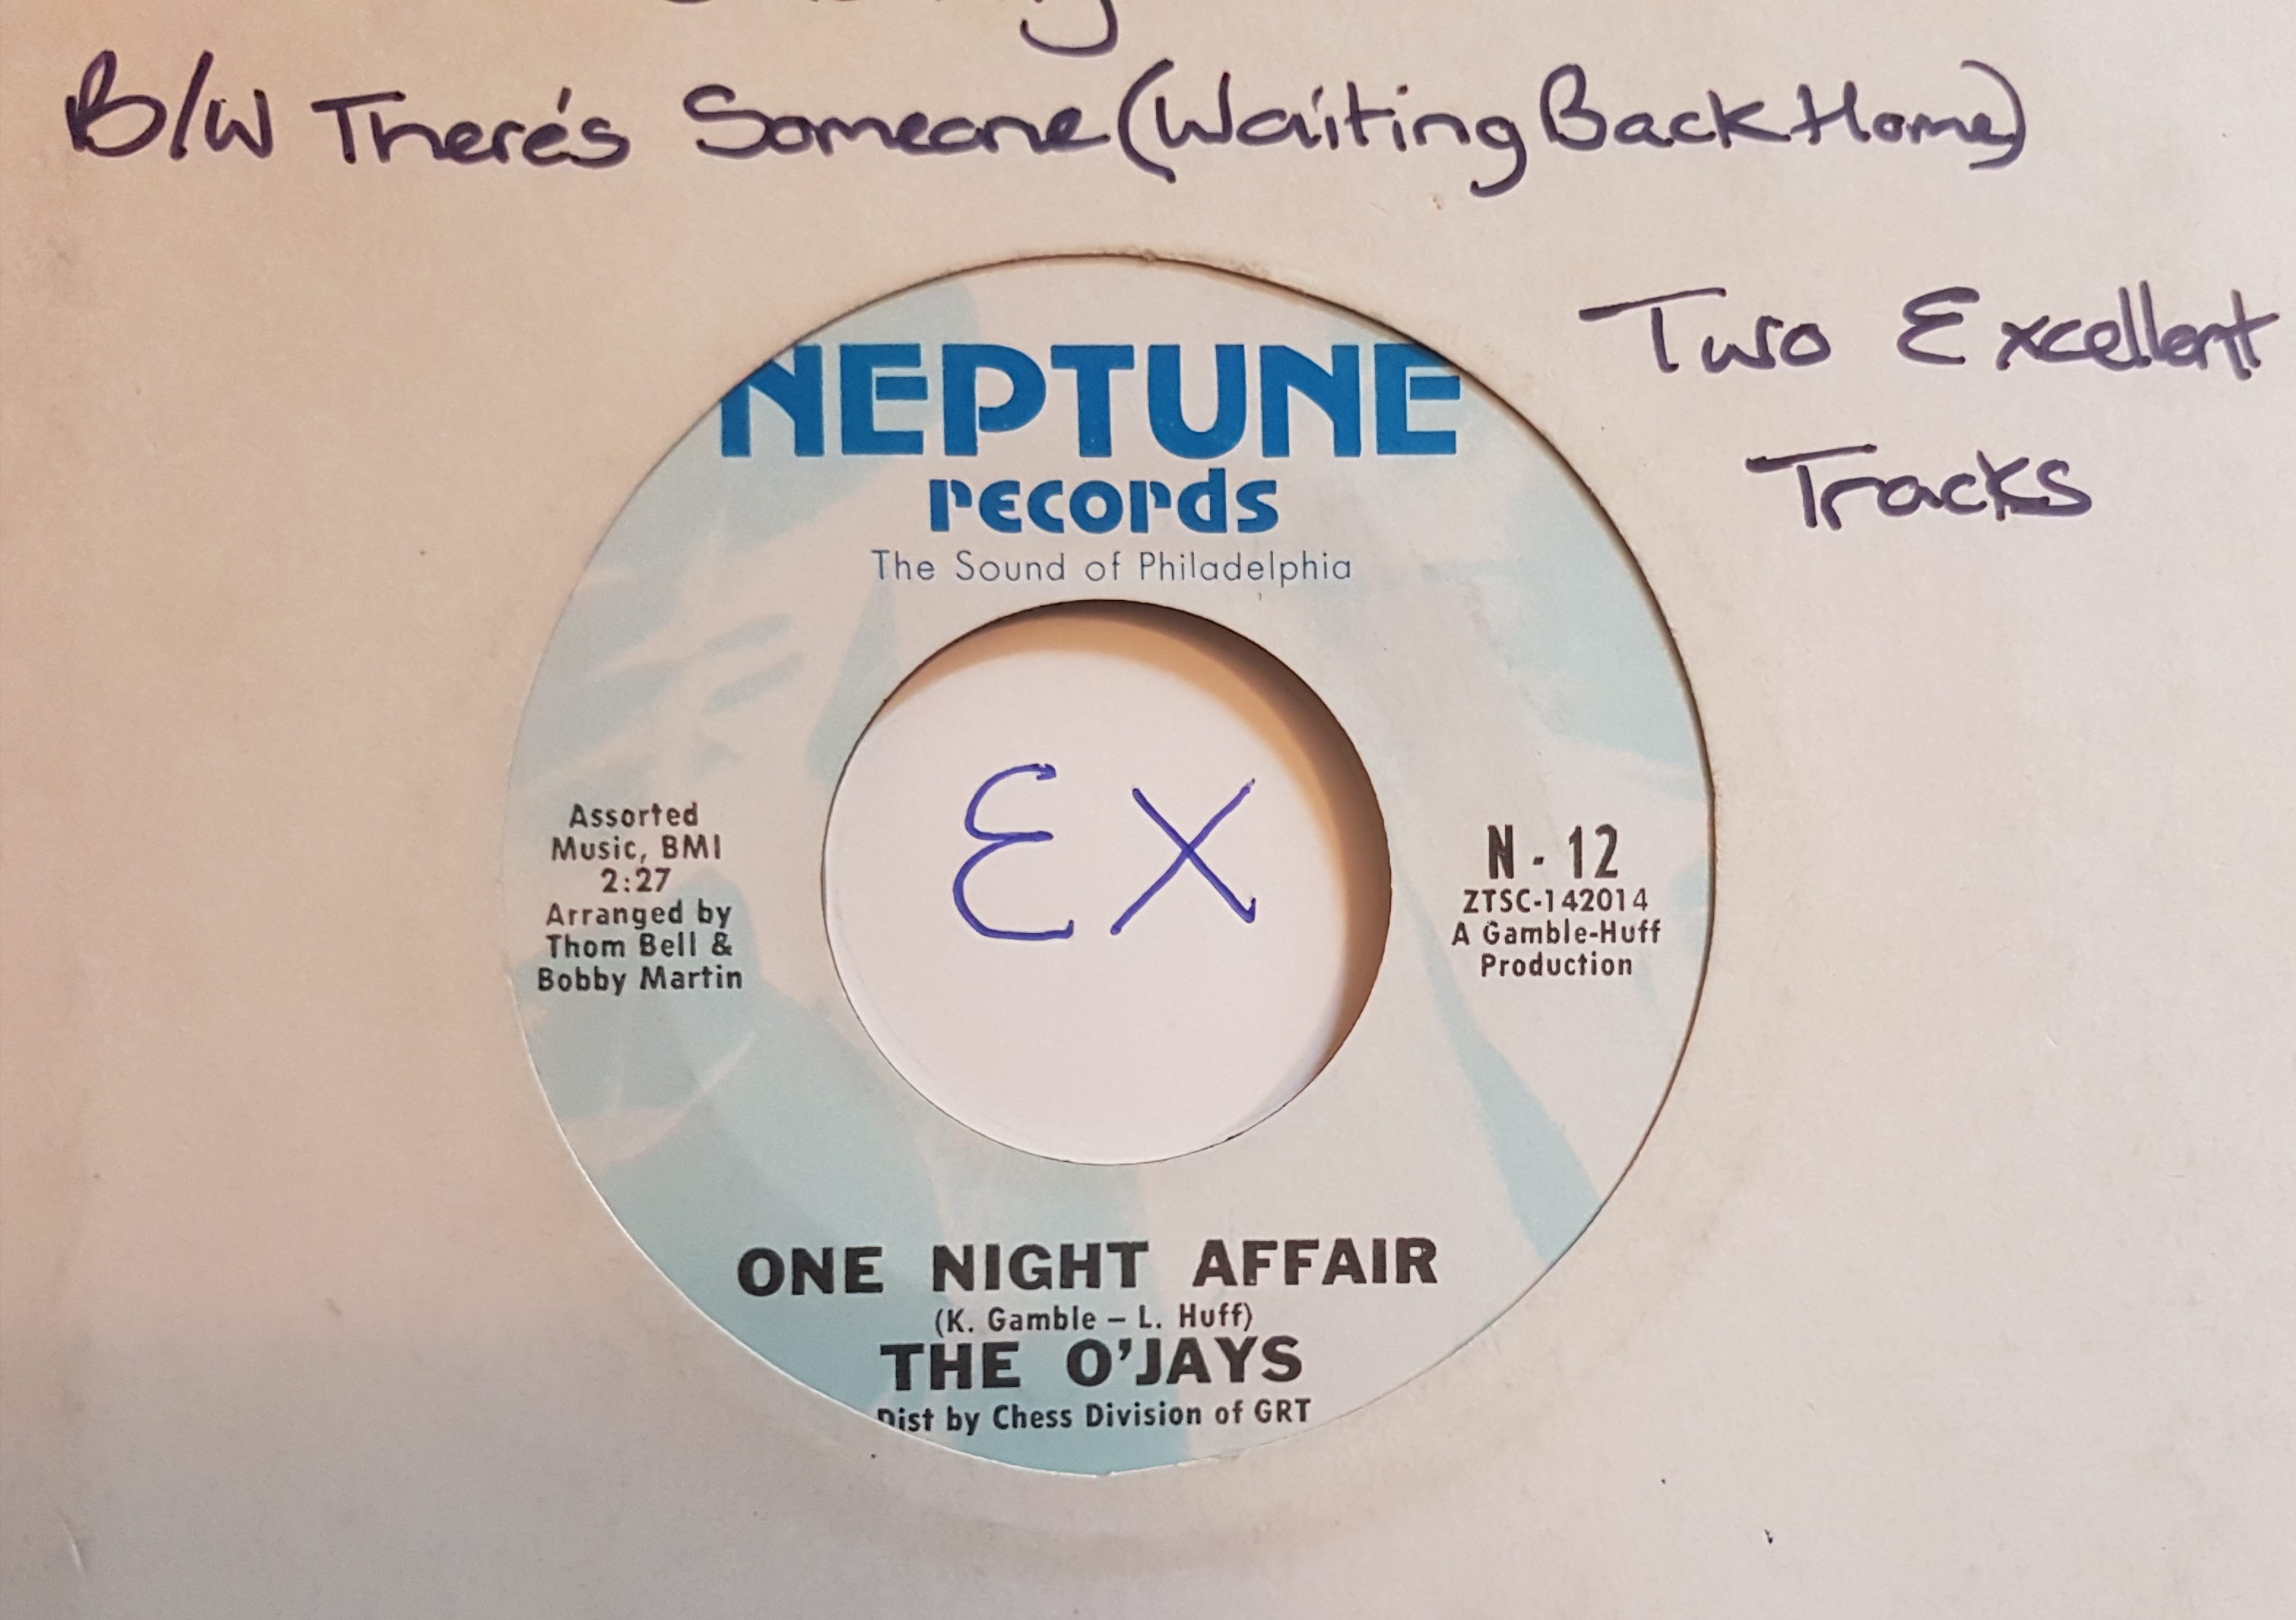 B/W There's Someone (Waiting Back Home)
Two Excellent
Tracks
NEPTUNE
records
The Sound of Philadelphia
EX
Assorted
Music, BMI
2:27
Arranged by
Thom Bell &
Bobby Martin
N - 12
ZTSC-142014
A Gamble-Huff
Production
ONE NIGHT AFFAIR
(K. Gamble – L. Huff)
THE O'JAYS
Dist by Chess Division of GRT